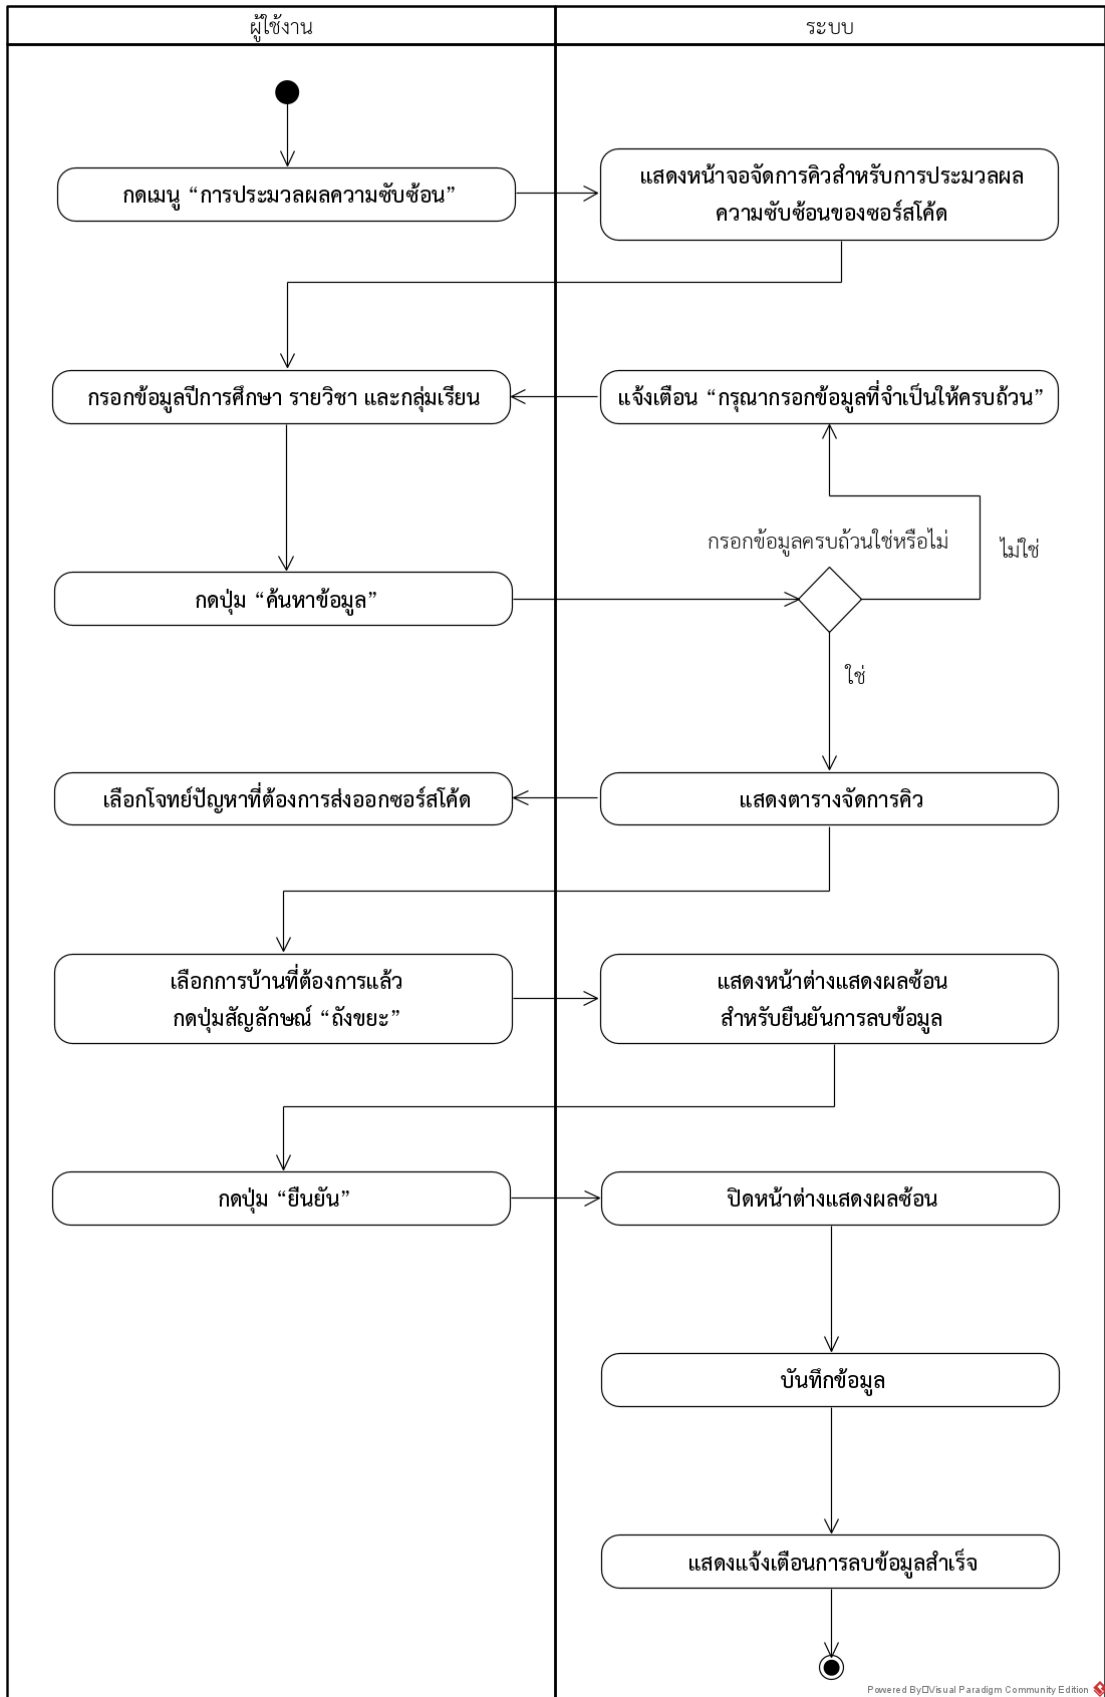 ผู้ใช้งาน
ระบบ
กดเมนู “การประมวลผลความซับซ้อน”
แสดงหน้าจอจัดการคิวสำหรับการประมวลผล
ความซับซ้อนของซอร์สโค้ด
กรอกข้อมูลปีการศึกษา รายวิชา และกลุ่มเรียน
แจ้งเตือน “กรุณากรอกข้อมูลที่จำเป็นให้ครบถ้วน”
กรอกข้อมูลครบถ้วนใช่หรือไม่
ไม่ใช่
กดปุ่ม “ค้นหาข้อมูล”
ใช่
เลือกโจทย์ปัญหาที่ต้องการส่งออกซอร์สโค้ด
แสดงตารางจัดการคิว
เลือกการบ้านที่ต้องการแล้ว
กดปุ่มสัญลักษณ์ “ถังขยะ”
แสดงหน้าต่างแสดงผลซ้อน
สำหรับยืนยันการลบข้อมูล
กดปุ่ม “ยืนยัน”
ปิดหน้าต่างแสดงผลซ้อน
บันทึกข้อมูล
แสดงแจ้งเตือนการลบข้อมูลสำเร็จ
Powered By□Visual Paradigm Community Edition